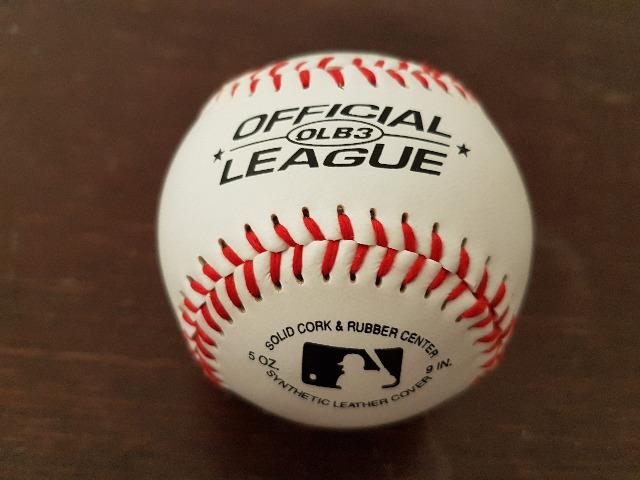 OFFICIAL
OLB3
LEAGUE
SOLID CORK & RUBBER CENTER
5 OZ. 9 IN.
SYNTHETIC LEATHER COVER